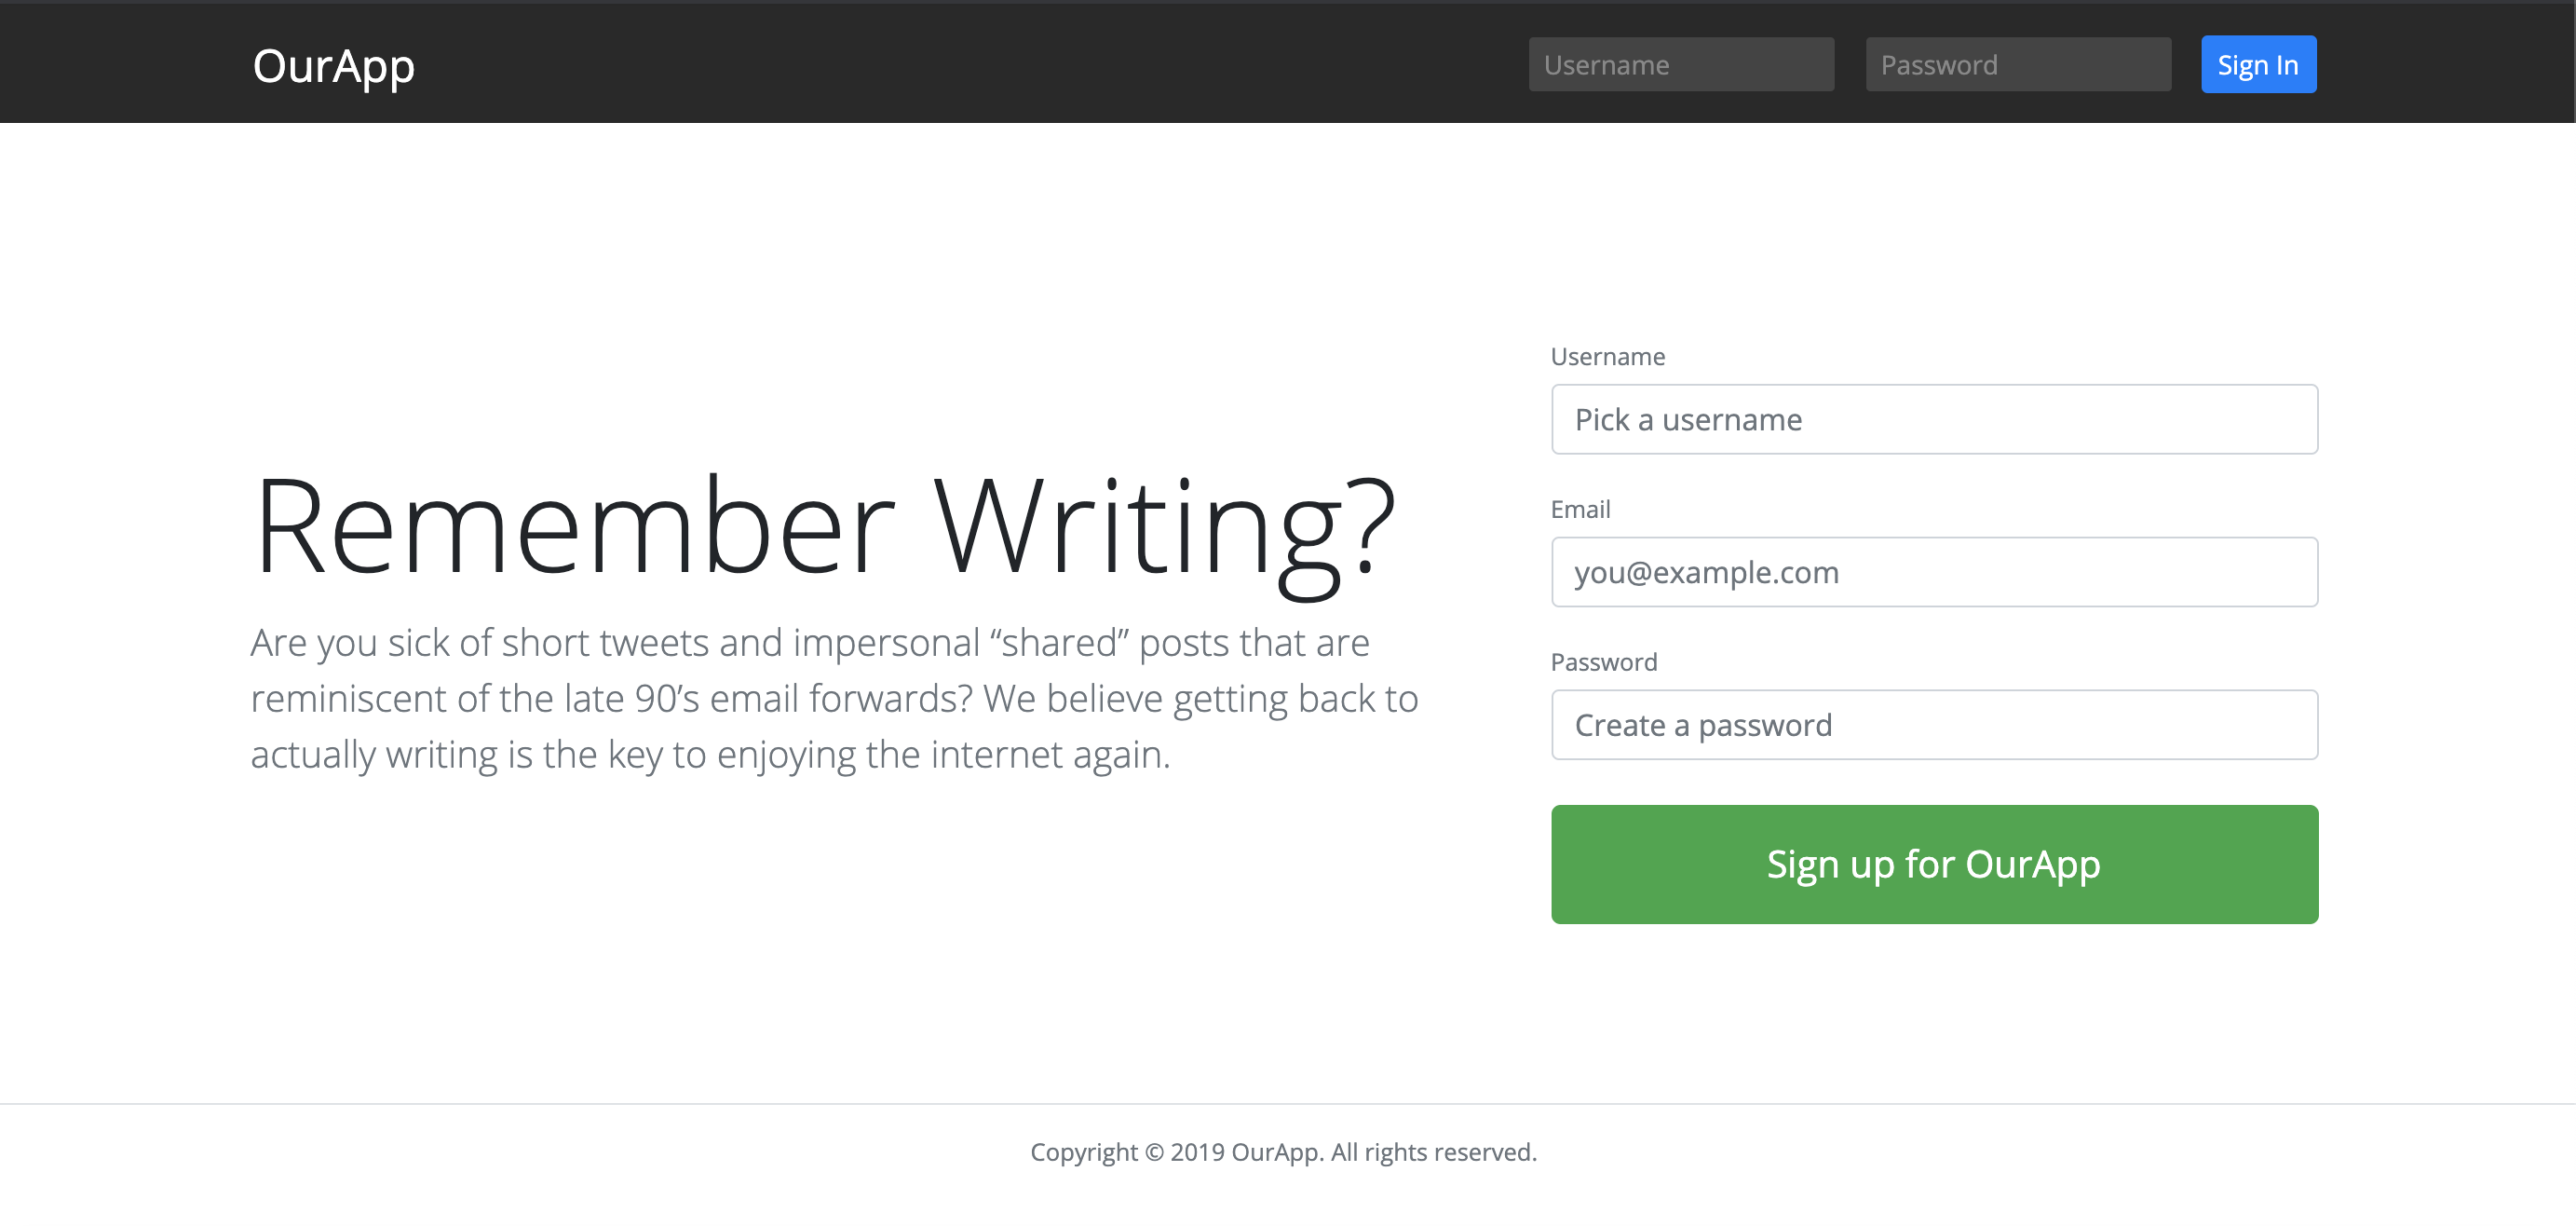 OurApp
Username
Password
Sign In
Remember Writing?
Are you sick of short tweets and impersonal “shared” posts that are
reminiscent of the late 90’s email forwards? We believe getting back to
actually writing is the key to enjoying the internet again.
Username
Pick a username
Email
you@example.com
Password
Create a password
Sign up for OurApp
Copyright © 2019 OurApp. All rights reserved.